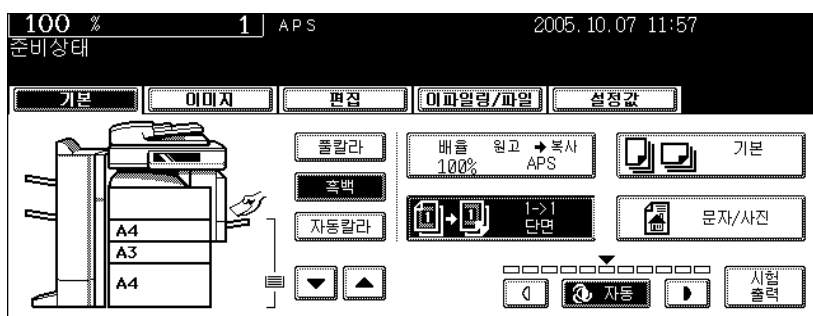 100 % 1 APS 2005.10.07 11:57
준비상태
기본 이미지 편집 이파일링/파일 설정값
풀칼라
흑백
자동칼라
배율 원고 → 복사
100% APS
1->1
단면
기본
문자/사진
A4
A3
A4
자동
시험
출력